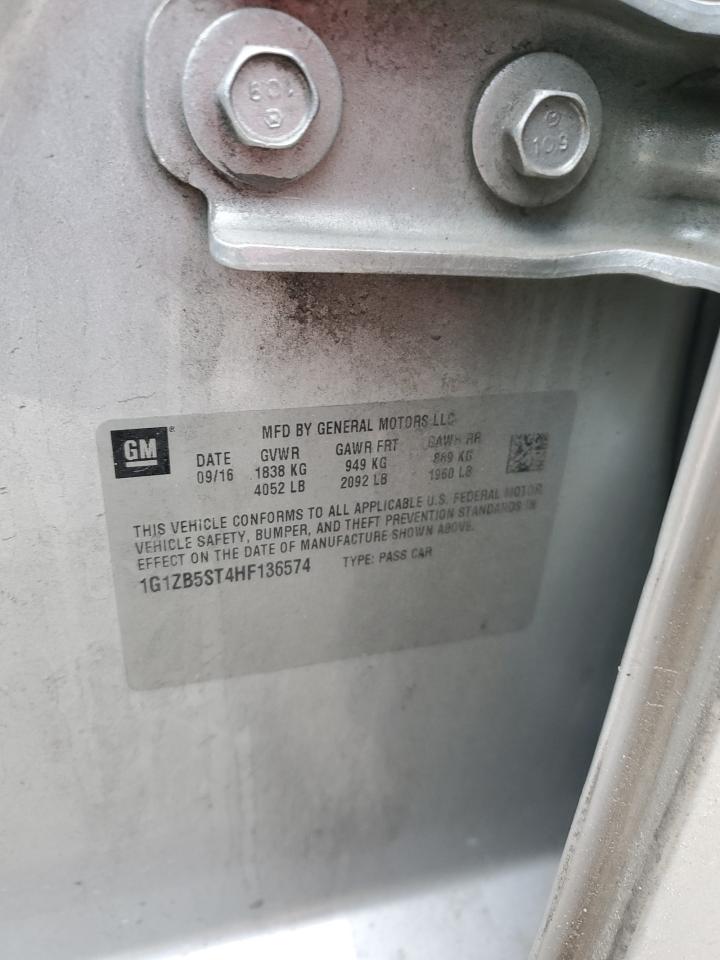 109
10.9
GM ®
MFD BY GENERAL MOTORS LLC
DATE GVWR GAWR FRT GAWR RR
09/16 1838 KG 949 KG 889 KG
4052 LB 2092 LB 1960 LB
THIS VEHICLE CONFORMS TO ALL APPLICABLE U.S. FEDERAL MOTOR
VEHICLE SAFETY, BUMPER, AND THEFT PREVENTION STANDARDS IN
EFFECT ON THE DATE OF MANUFACTURE SHOWN ABOVE.
1G1ZB5ST4HF136574 TYPE: PASS CAR